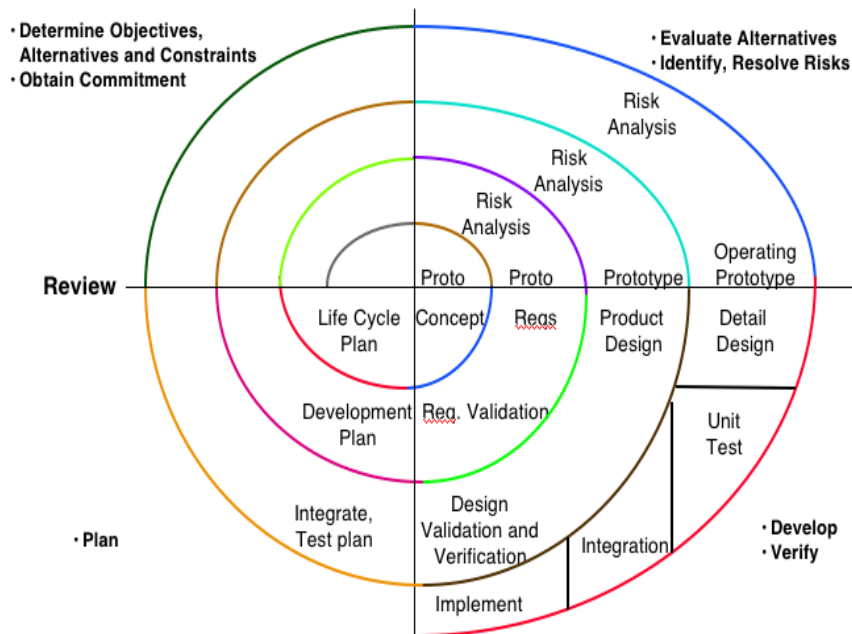 • Determine Objectives,
Alternatives and Constraints
• Obtain Commitment
• Evaluate Alternatives
• Identify, Resolve Risks
Risk
Analysis
Risk
Analysis
Risk
Analysis
Proto
Proto
Prototype
Operating
Prototype
Review
Life Cycle
Plan
Concept
Reqs
Product
Design
Detail
Design
Development
Plan
Req. Validation
Unit
Test
Integrate,
Test plan
Design
Validation and
Verification
Integration
Implement
• Plan
• Develop
• Verify